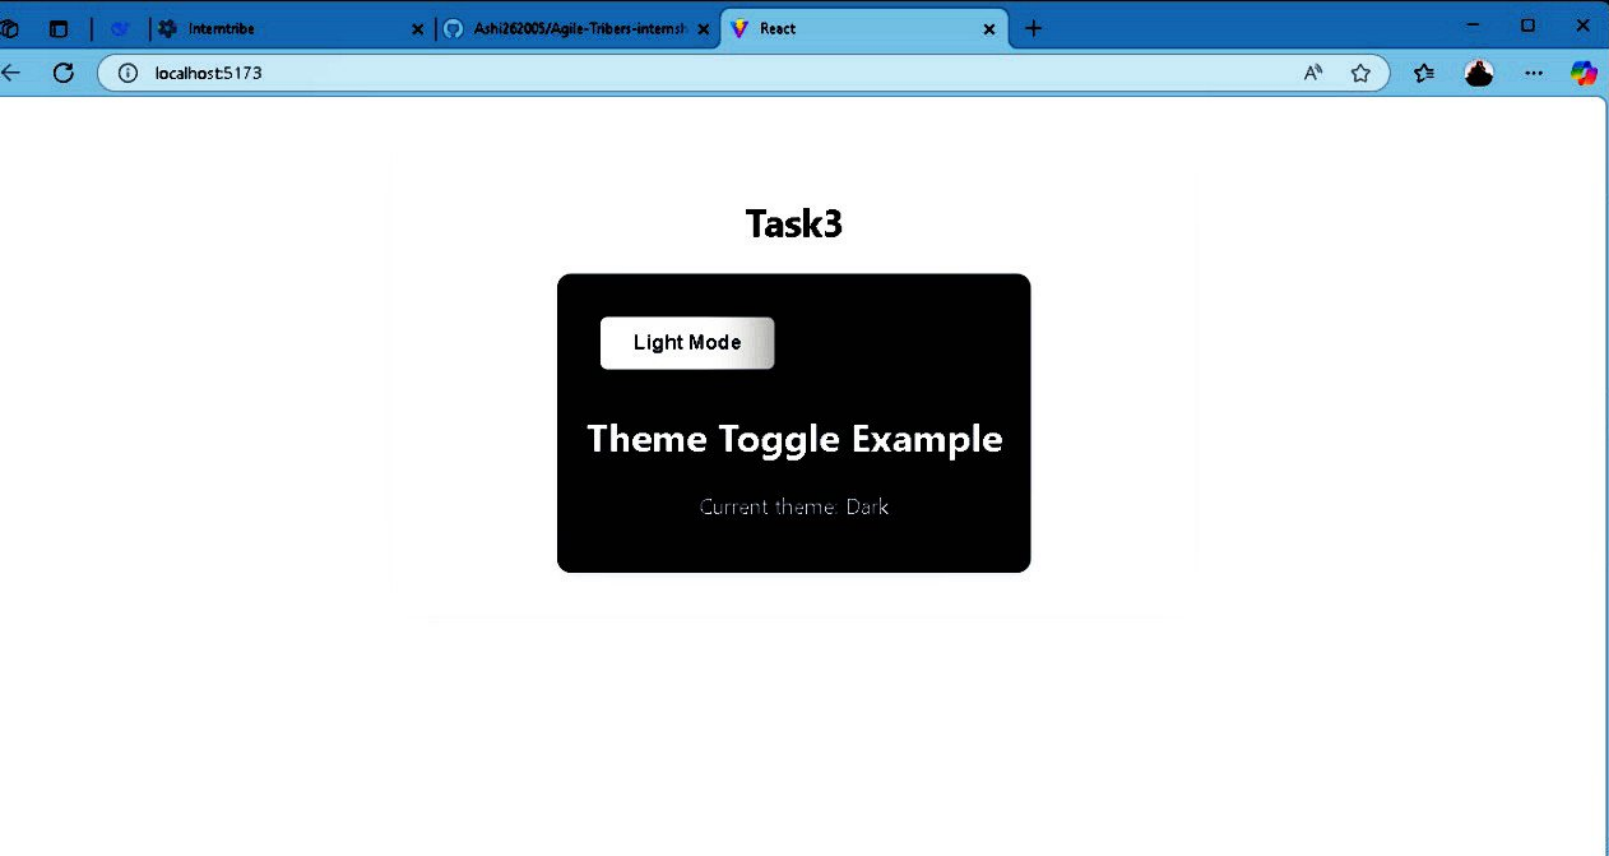 Interntribe
Ashi262005/Agile-Tribers-internsh
React
localhost:5173
Task3
Light Mode
Theme Toggle Example
Current theme: Dark